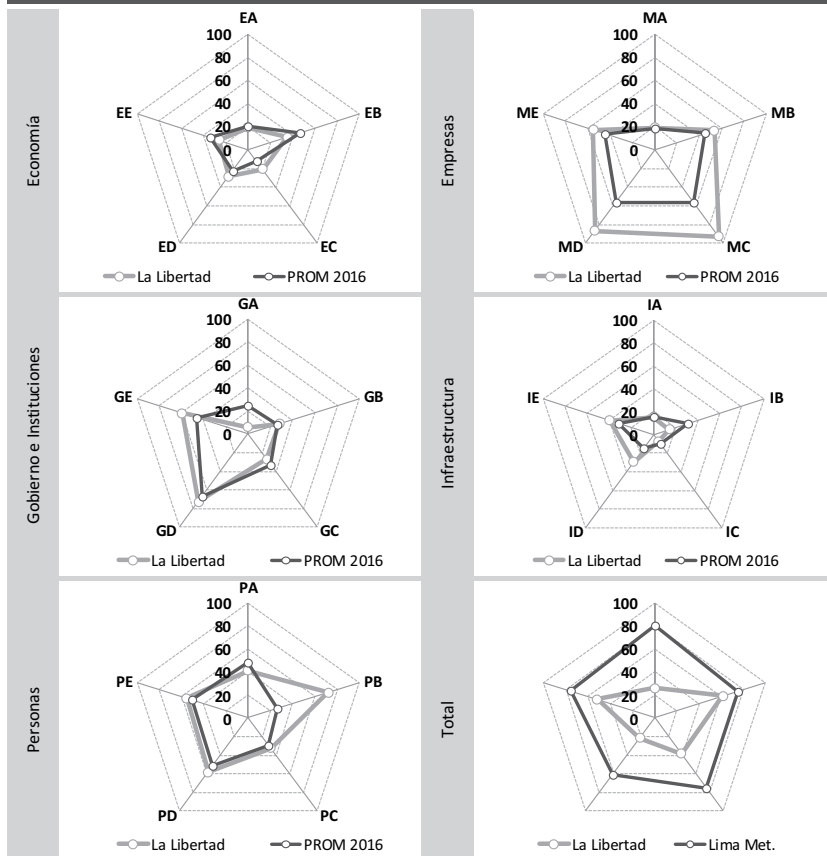 Economía
EA
100
80
60
40
20
0
EB
EC
ED
EE
La Libertad
PROM 2016
Empresas
MA
100
80
60
40
20
0
MB
MC
MD
ME
La Libertad
PROM 2016
Gobierno e Instituciones
GA
100
80
60
40
20
0
GB
GC
GD
GE
La Libertad
PROM 2016
Infraestructura
IA
100
80
60
40
20
0
IB
IC
ID
IE
La Libertad
PROM 2016
Personas
PA
100
80
60
40
20
0
PB
PC
PD
PE
La Libertad
PROM 2016
Total
100
80
60
40
20
0
La Libertad
Lima Met.